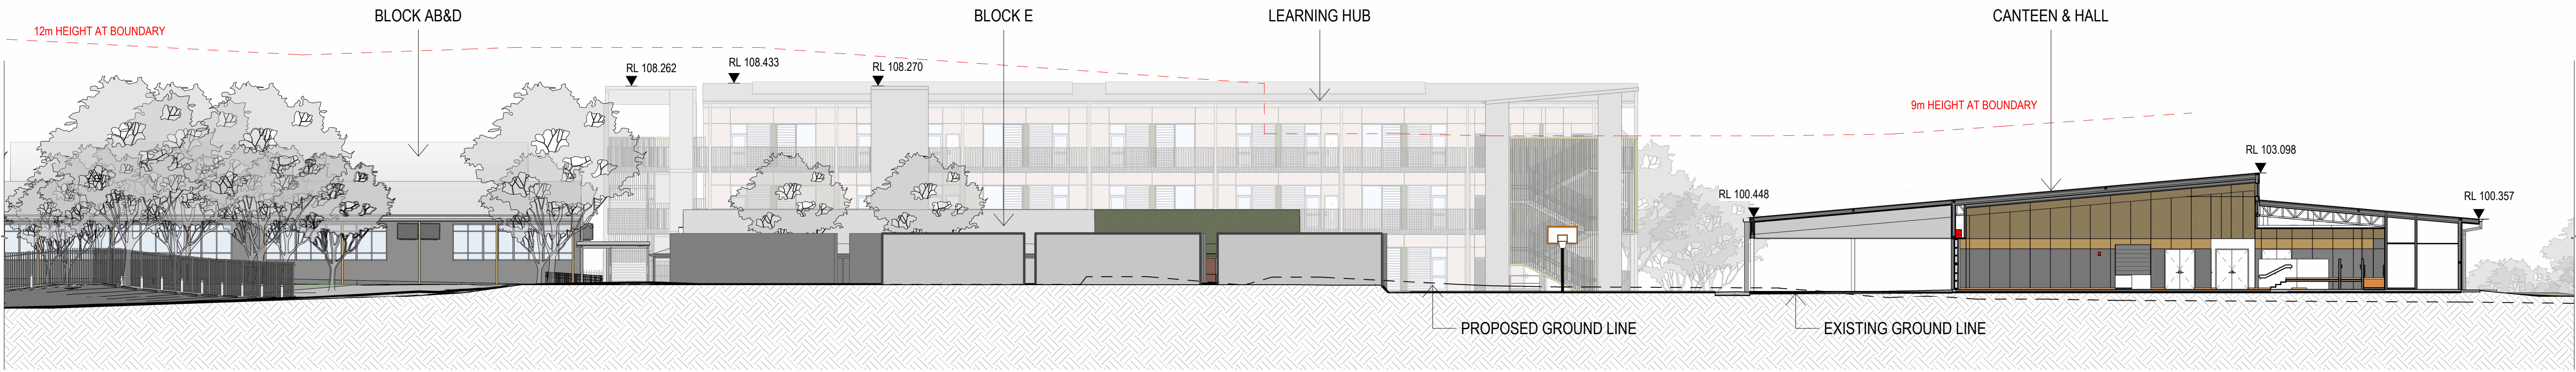 BLOCK AB&D
BLOCK E
LEARNING HUB
CANTEEN & HALL
12m HEIGHT AT BOUNDARY
RL 108.262
RL 108.433
RL 108.270
9m HEIGHT AT BOUNDARY
RL 103.098
RL 100.448
RL 100.357
PROPOSED GROUND LINE
EXISTING GROUND LINE